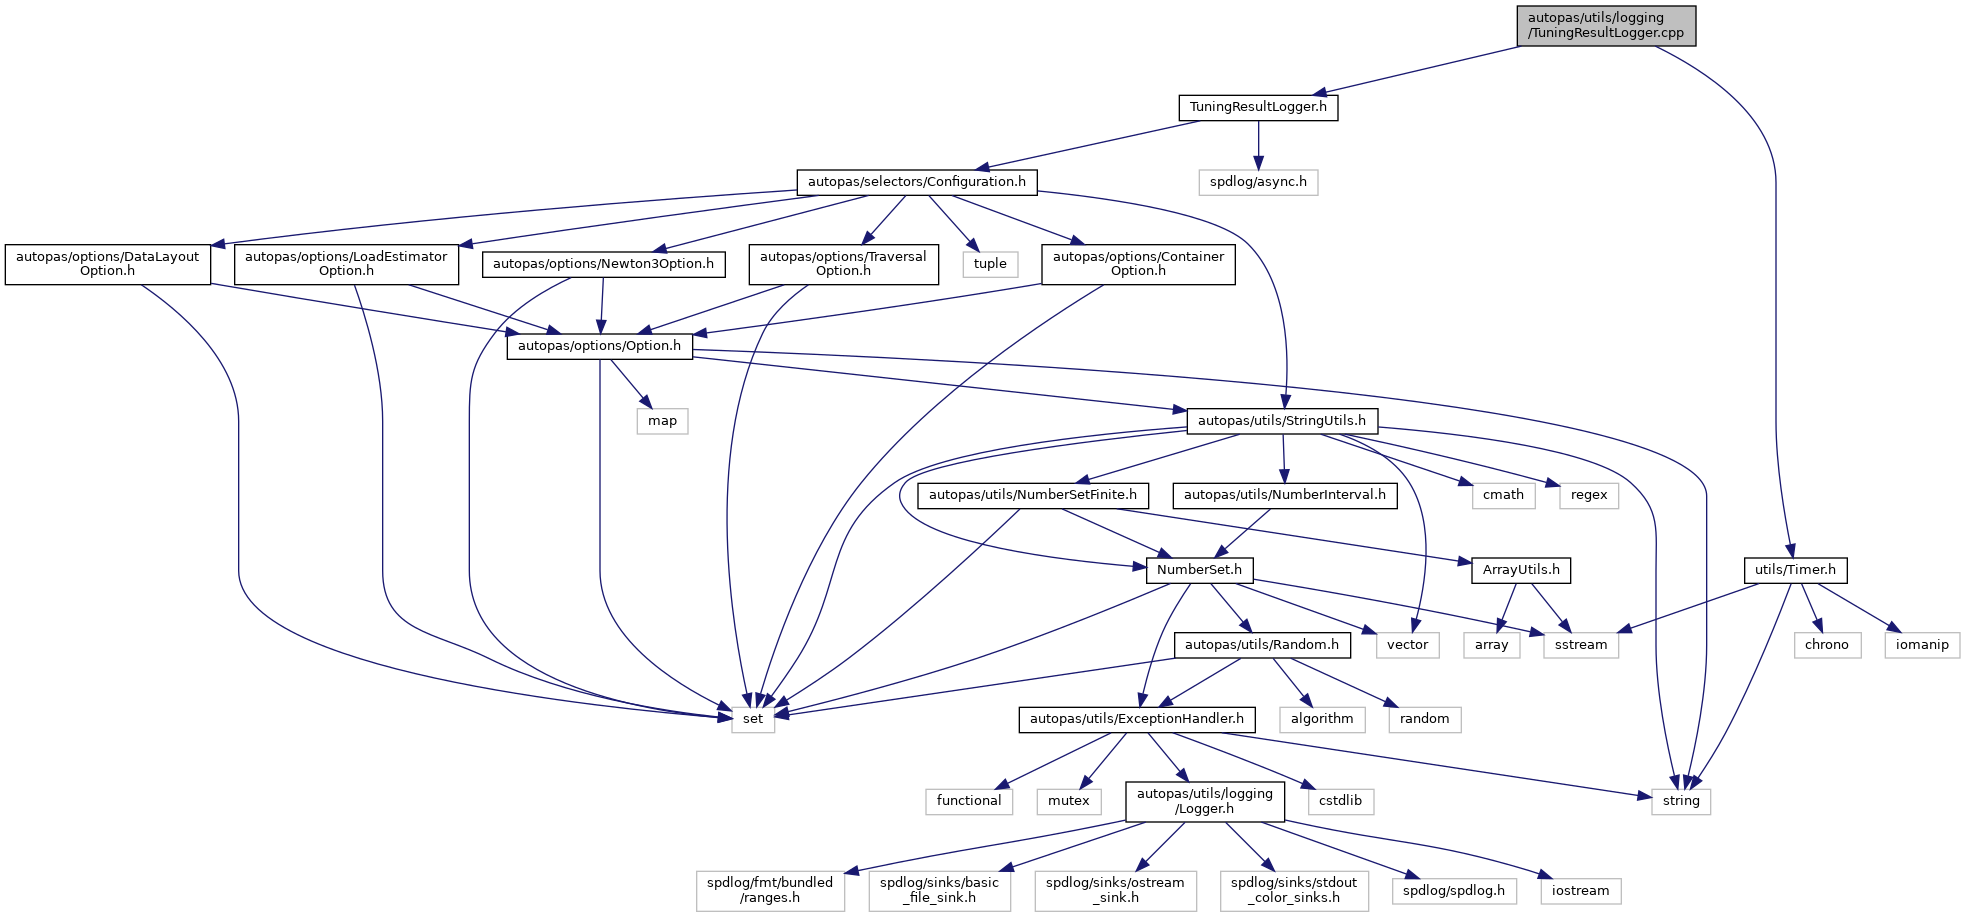 autopas/utils/logging
/TuningResultLogger.cpp
TuningResultLogger.h
autopas/selectors/Configuration.h
spdlog/async.h
autopas/options/DataLayout
Option.h
autopas/options/LoadEstimator
Option.h
autopas/options/Newton3Option.h
autopas/options/Traversal
Option.h
tuple
autopas/options/Container
Option.h
autopas/options/Option.h
map
autopas/utils/StringUtils.h
autopas/utils/NumberSetFinite.h
autopas/utils/NumberInterval.h
cmath
regex
NumberSet.h
ArrayUtils.h
utils/Timer.h
autopas/utils/Random.h
vector
array
sstream
chrono
iomanip
set
autopas/utils/ExceptionHandler.h
algorithm
random
functional
mutex
autopas/utils/logging
/Logger.h
cstdlib
string
spdlog/fmt/bundled
/ranges.h
spdlog/sinks/basic
_file_sink.h
spdlog/sinks/ostream
_sink.h
spdlog/sinks/stdout
_color_sinks.h
spdlog/spdlog.h
iostream